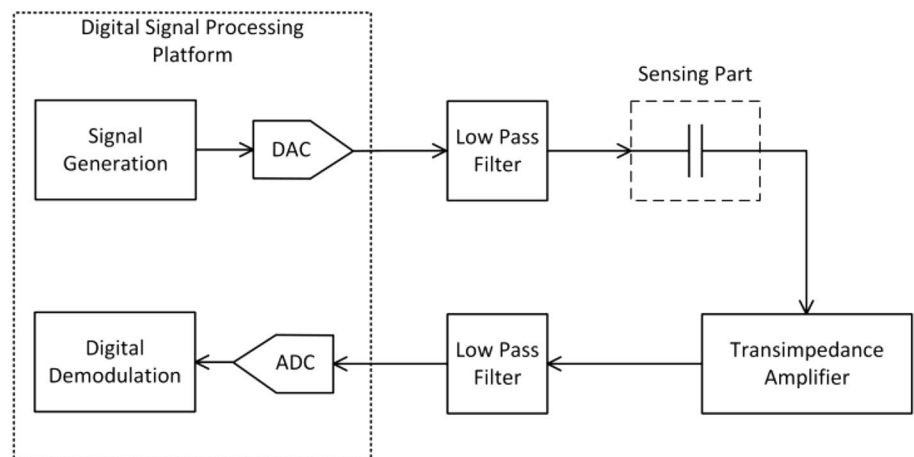 Digital Signal Processing
Platform
Sensing Part
Signal
Generation
DAC
Low Pass
Filter
Digital
Demodulation
ADC
Low Pass
Filter
Transimpedance
Amplifier